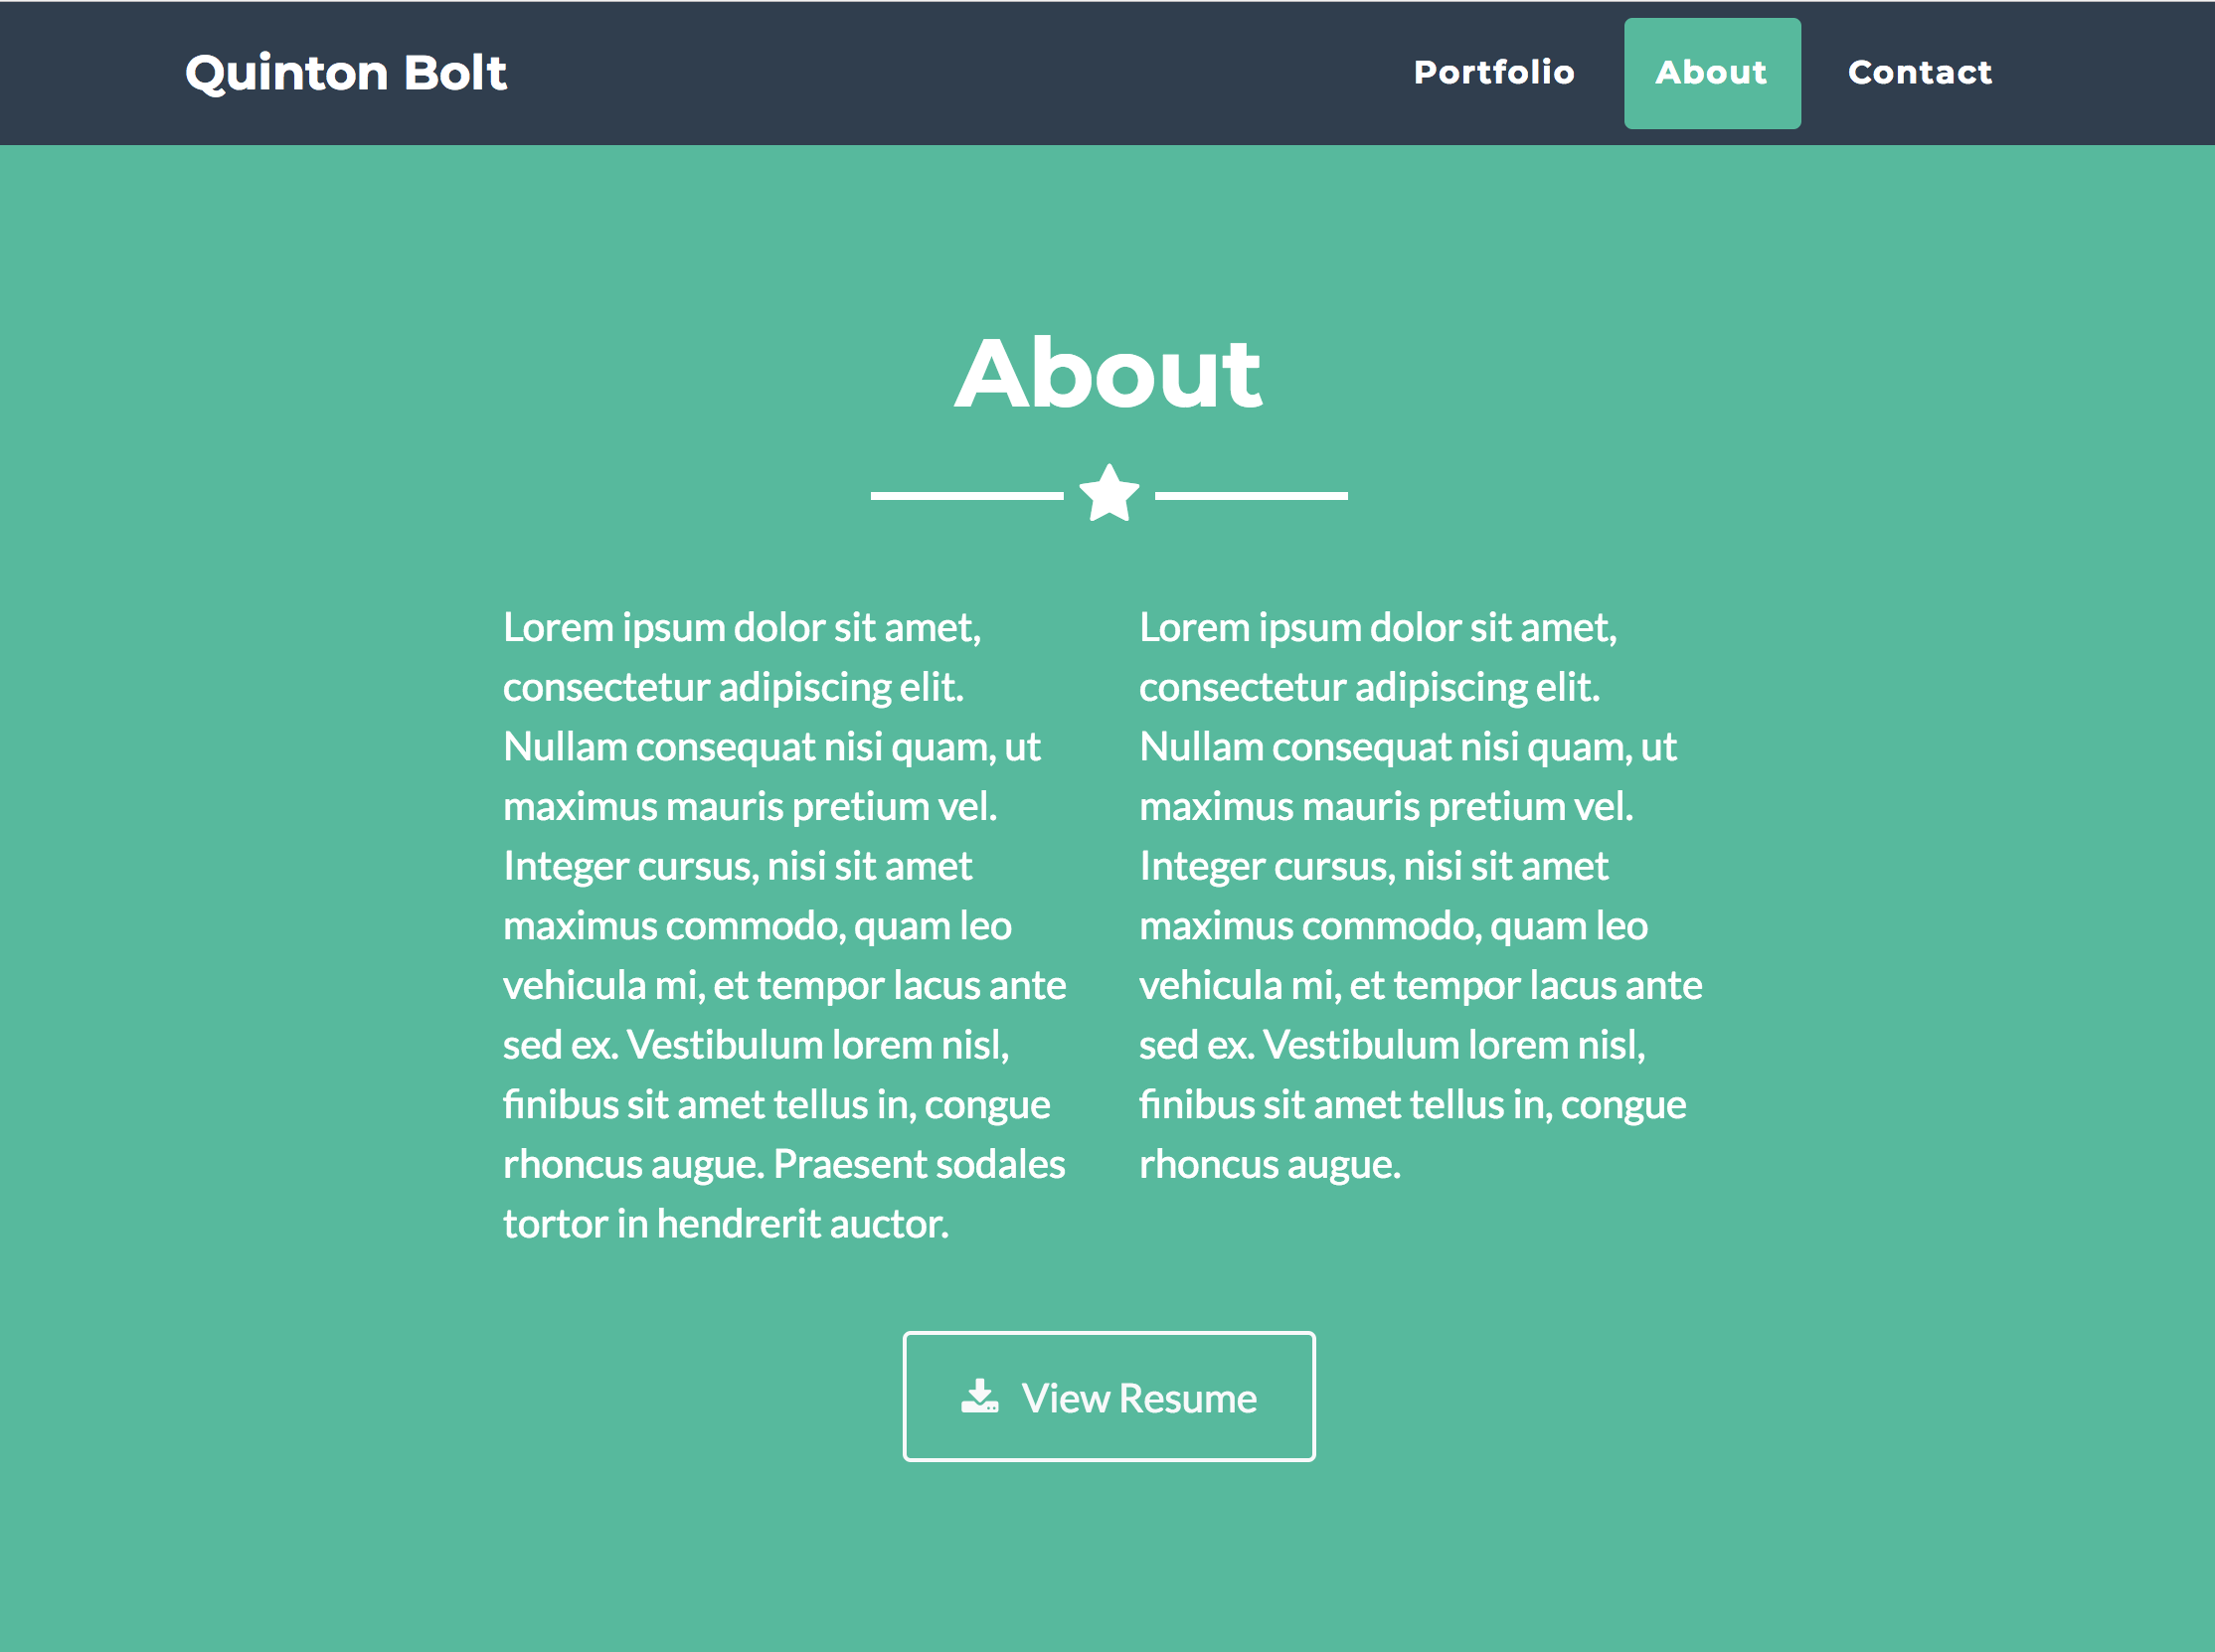 Quinton Bolt
Portfolio
About
Contact
About
Lorem ipsum dolor sit amet,
consectetur adipiscing elit.
Nullam consequat nisi quam, ut
maximus mauris pretium vel.
Integer cursus, nisi sit amet
maximus commodo, quam leo
vehicula mi, et tempor lacus ante
sed ex. Vestibulum lorem nisl,
finibus sit amet tellus in, congue
rhoncus augue. Praesent sodales
tortor in hendrerit auctor.
Lorem ipsum dolor sit amet,
consectetur adipiscing elit.
Nullam consequat nisi quam, ut
maximus mauris pretium vel.
Integer cursus, nisi sit amet
maximus commodo, quam leo
vehicula mi, et tempor lacus ante
sed ex. Vestibulum lorem nisl,
finibus sit amet tellus in, congue
rhoncus augue.
View Resume